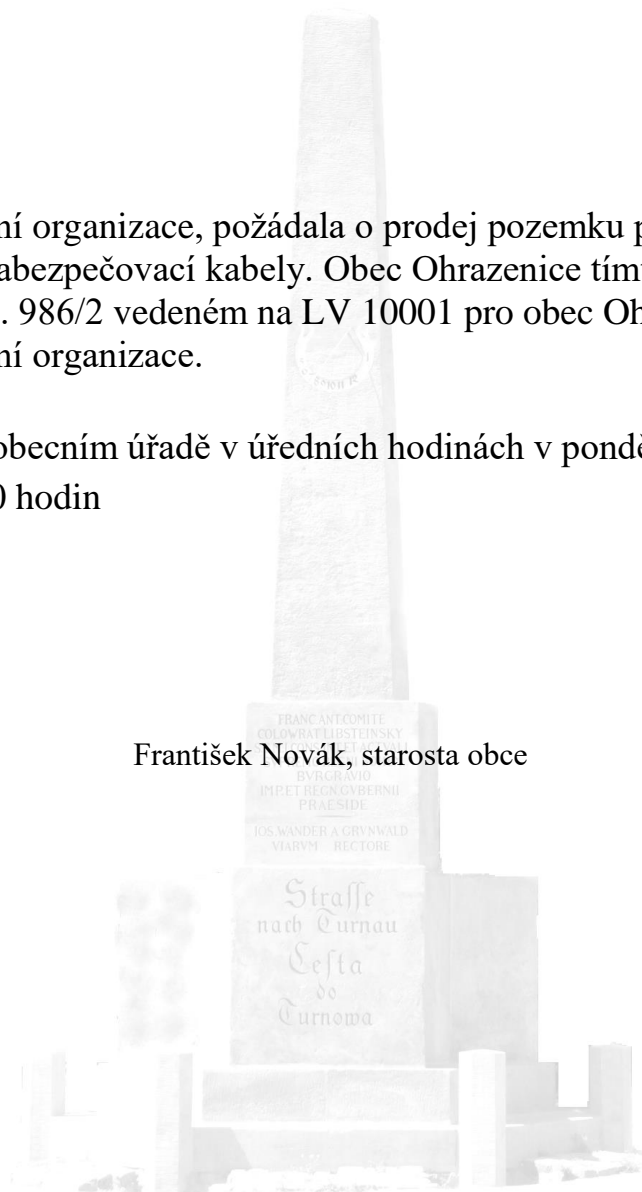 ní organizace, požádala o prodej pozemku p
abezpečovací kabely. Obec Ohrazenice tím
. 986/2 vedeném na LV 10001 pro obec Oh
ní organizace.
obecním úřadě v úředních hodinách v pondě
0 hodin
FRANC ANT.COMITE
COLOWRAT LIBSTEINSKY
František Novák, starosta obce
BVRGRAVIO
IMP.ET REGN.GVBERNII
PRAESIDE
JOS WANDER A GRVNWALD
VIARVM RECTORE
Straſſe
nach Turnau
Ceſta
do
Turnowa